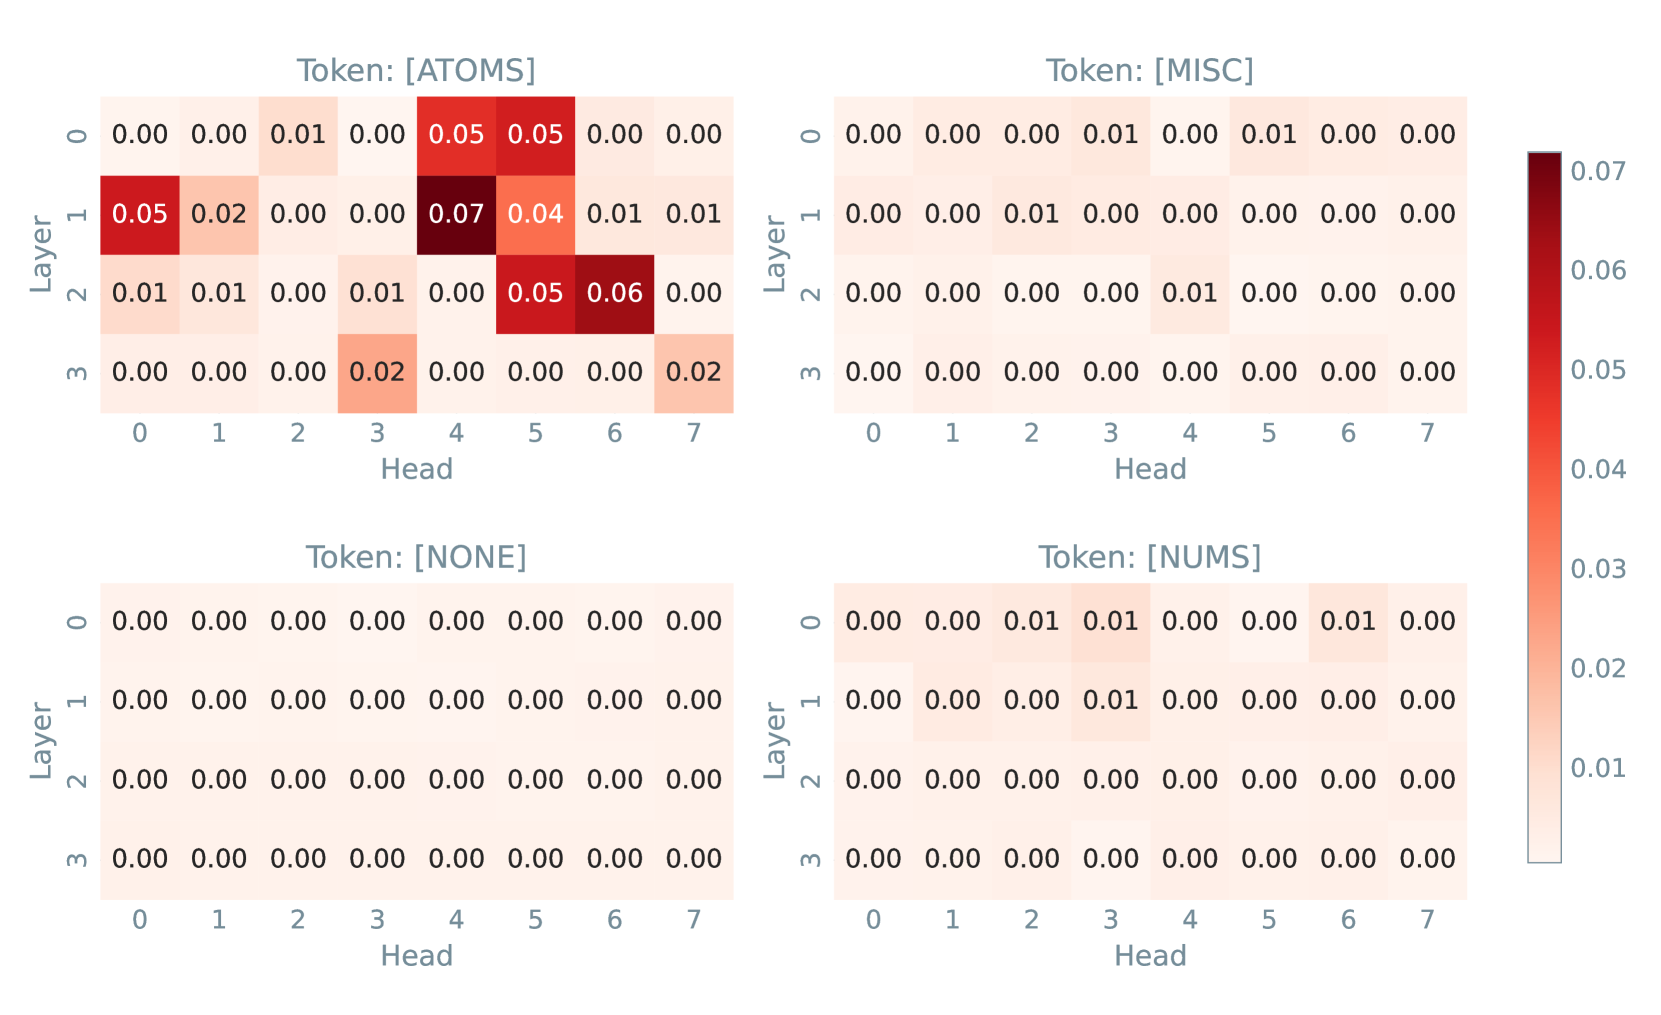 Token: [ATOMS]
0 0.00 0.00 0.01 0.00 0.05 0.05 0.00 0.00
1 0.05 0.02 0.00 0.00 0.07 0.04 0.01 0.01
2 0.01 0.01 0.00 0.01 0.00 0.05 0.06 0.00
3 0.00 0.00 0.00 0.02 0.00 0.00 0.00 0.02
Layer
0 1 2 3 4 5 6 7
Head
Token: [MISC]
0 0.00 0.00 0.00 0.01 0.00 0.01 0.00 0.00
1 0.00 0.00 0.01 0.00 0.00 0.00 0.00 0.00
2 0.00 0.00 0.00 0.00 0.01 0.00 0.00 0.00
3 0.00 0.00 0.00 0.00 0.00 0.00 0.00 0.00
Layer
0 1 2 3 4 5 6 7
Head
Token: [NONE]
0 0.00 0.00 0.00 0.00 0.00 0.00 0.00 0.00
1 0.00 0.00 0.00 0.00 0.00 0.00 0.00 0.00
2 0.00 0.00 0.00 0.00 0.00 0.00 0.00 0.00
3 0.00 0.00 0.00 0.00 0.00 0.00 0.00 0.00
Layer
0 1 2 3 4 5 6 7
Head
Token: [NUMS]
0 0.00 0.00 0.01 0.01 0.00 0.00 0.01 0.00
1 0.00 0.00 0.00 0.01 0.00 0.00 0.00 0.00
2 0.00 0.00 0.00 0.00 0.00 0.00 0.00 0.00
3 0.00 0.00 0.00 0.00 0.00 0.00 0.00 0.00
Layer
0 1 2 3 4 5 6 7
Head
0.07
0.06
0.05
0.04
0.03
0.02
0.01